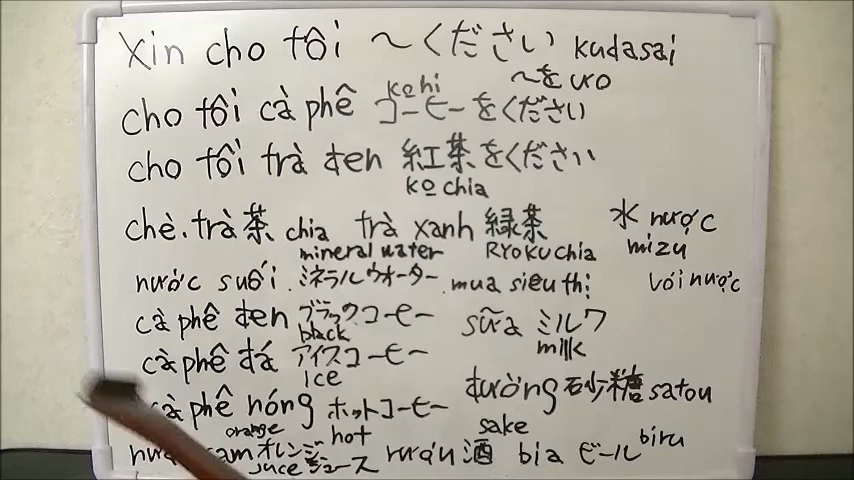 xin cho tôi ～ください kudasai
～を uo
kohi
cho tôi cà phê コーヒーをください
cho tôi trà đen 紅茶をください
ko chia
chè. trà 茶 chia trà xanh 緑茶 水 nược
mineral water RYOKUchia mizu
nước suối. ミネラルウォーター. mua sieu thị vói nược
cà phê đen ブラックコーヒー sữa ミルク
black milk
cà phê đá アイスコーヒー
ice
đường 砂糖 satou
cà phê nóng ホットコーヒー
orange hot sake
cam オレンジ rượu 酒 bia ビール biru
Juce ジュース